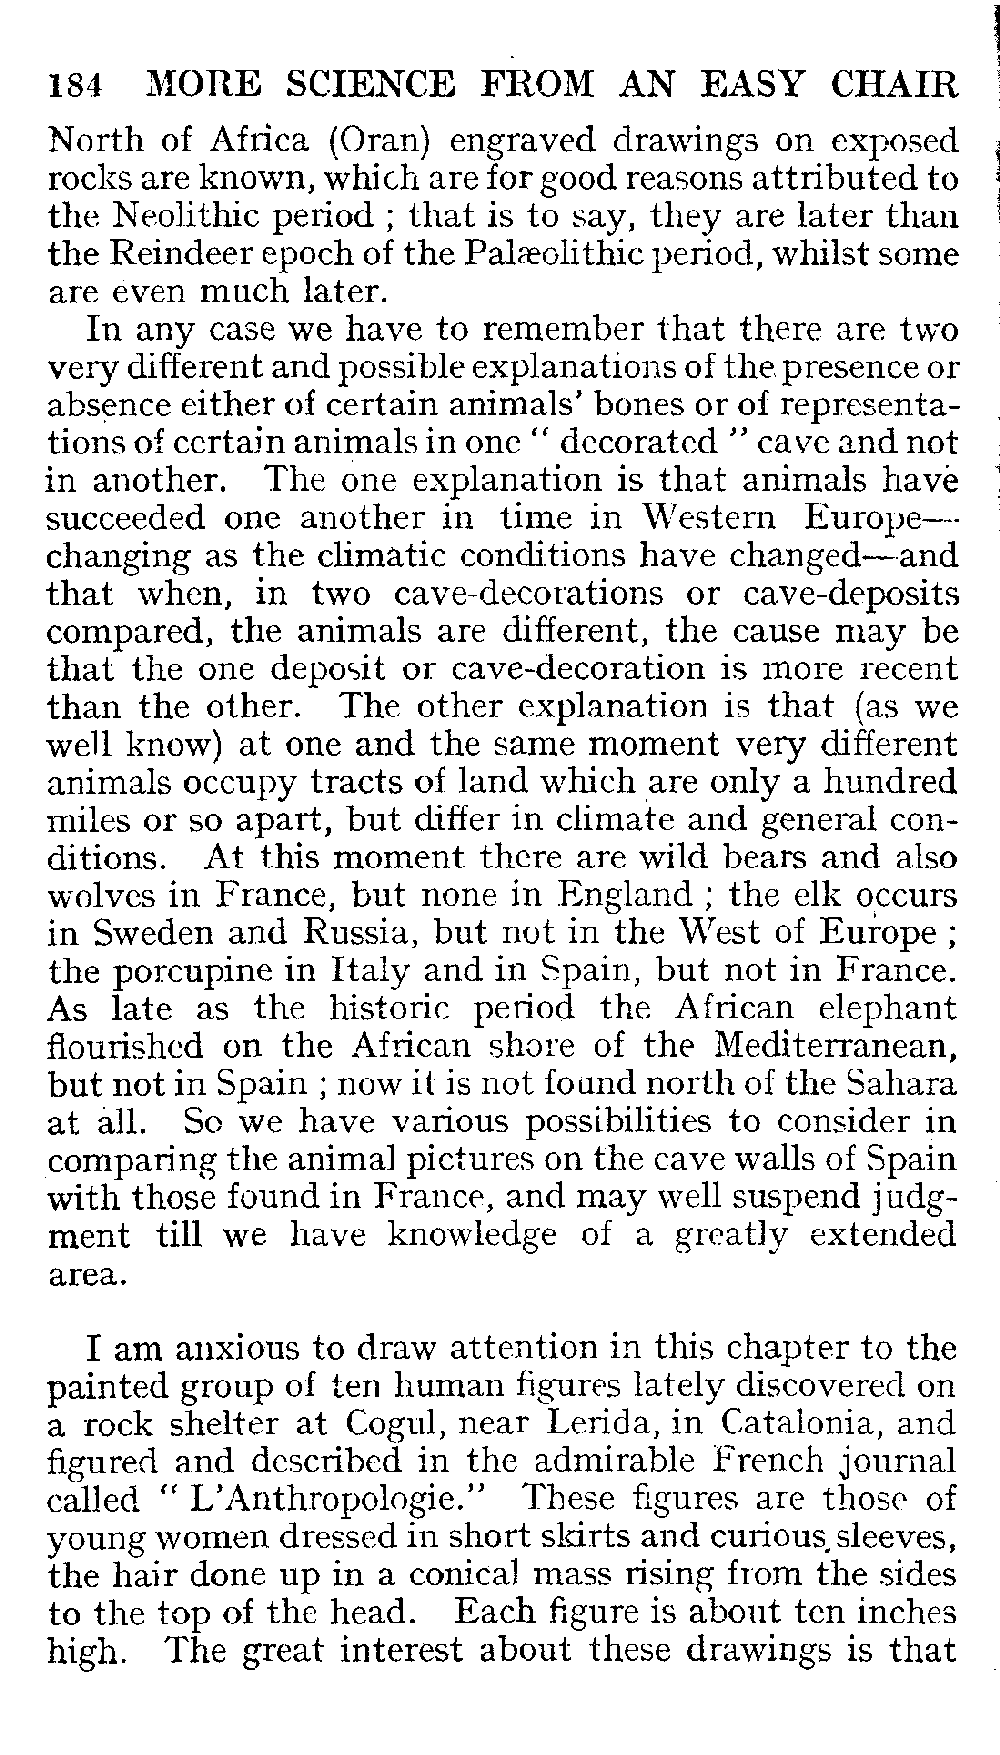 184 MORE SCIENCE FROM AN EASY CHAIR
North of Africa (Oran) engraved drawings on exposed
rocks are known, which are for good reasons attributed to
the Neolithic period ; that is to say, they are later than
the Reindeer epoch of the Palæolithic period, whilst some
are even much later.
In any case we have to remember that there are two
very different and possible explanations of the presence or
absence either of certain animals' bones or of representa-
tions of certain animals in one " decorated " cave and not
in another. The one explanation is that animals have
succeeded one another in time in Western Europe—
changing as the climatic conditions have changed—and
that when, in two cave-decorations or cave-deposits
compared, the animals are different, the cause may be
that the one deposit or cave-decoration is more recent
than the other. The other explanation is that (as we
well know) at one and the same moment very different
animals occupy tracts of land which are only a hundred
miles or so apart, but differ in climate and general con-
ditions. At this moment there are wild bears and also
wolves in France, but none in England ; the elk occurs
in Sweden and Russia, but not in the West of Europe ;
the porcupine in Italy and in Spain, but not in France.
As late as the historic period the African elephant
flourished on the African shore of the Mediterranean,
but not in Spain ; now it is not found north of the Sahara
at all. So we have various possibilities to consider in
comparing the animal pictures on the cave walls of Spain
with those found in France, and may well suspend judg-
ment till we have knowledge of a greatly extended
area.
I am anxious to draw attention in this chapter to the
painted group of ten human figures lately discovered on
a rock shelter at Cogul, near Lerida, in Catalonia, and
figured and described in the admirable French journal
called " L'Anthropologie." These figures are those of
young women dressed in short skirts and curious sleeves,
the hair done up in a conical mass rising from the sides
to the top of the head. Each figure is about ten inches
high. The great interest about these drawings is that